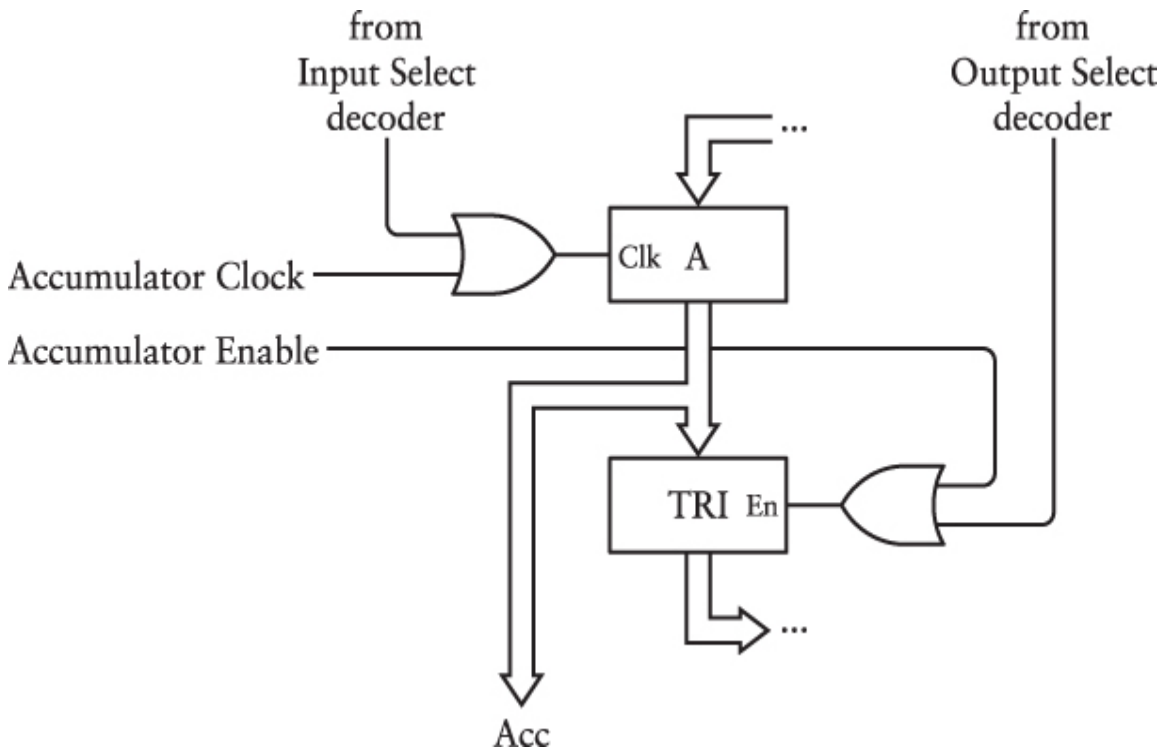 from
Input Select
decoder
from
Output Select
decoder
...
Clk A
Accumulator Clock
Accumulator Enable
TRI En
...
Acc